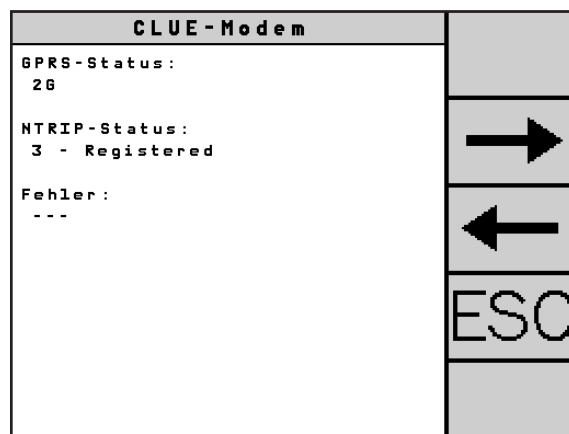 CLUE-Modem
GPRS-Status:
2G
NTRIP-Status:
3 - Registered
Fehler:
---
ESC